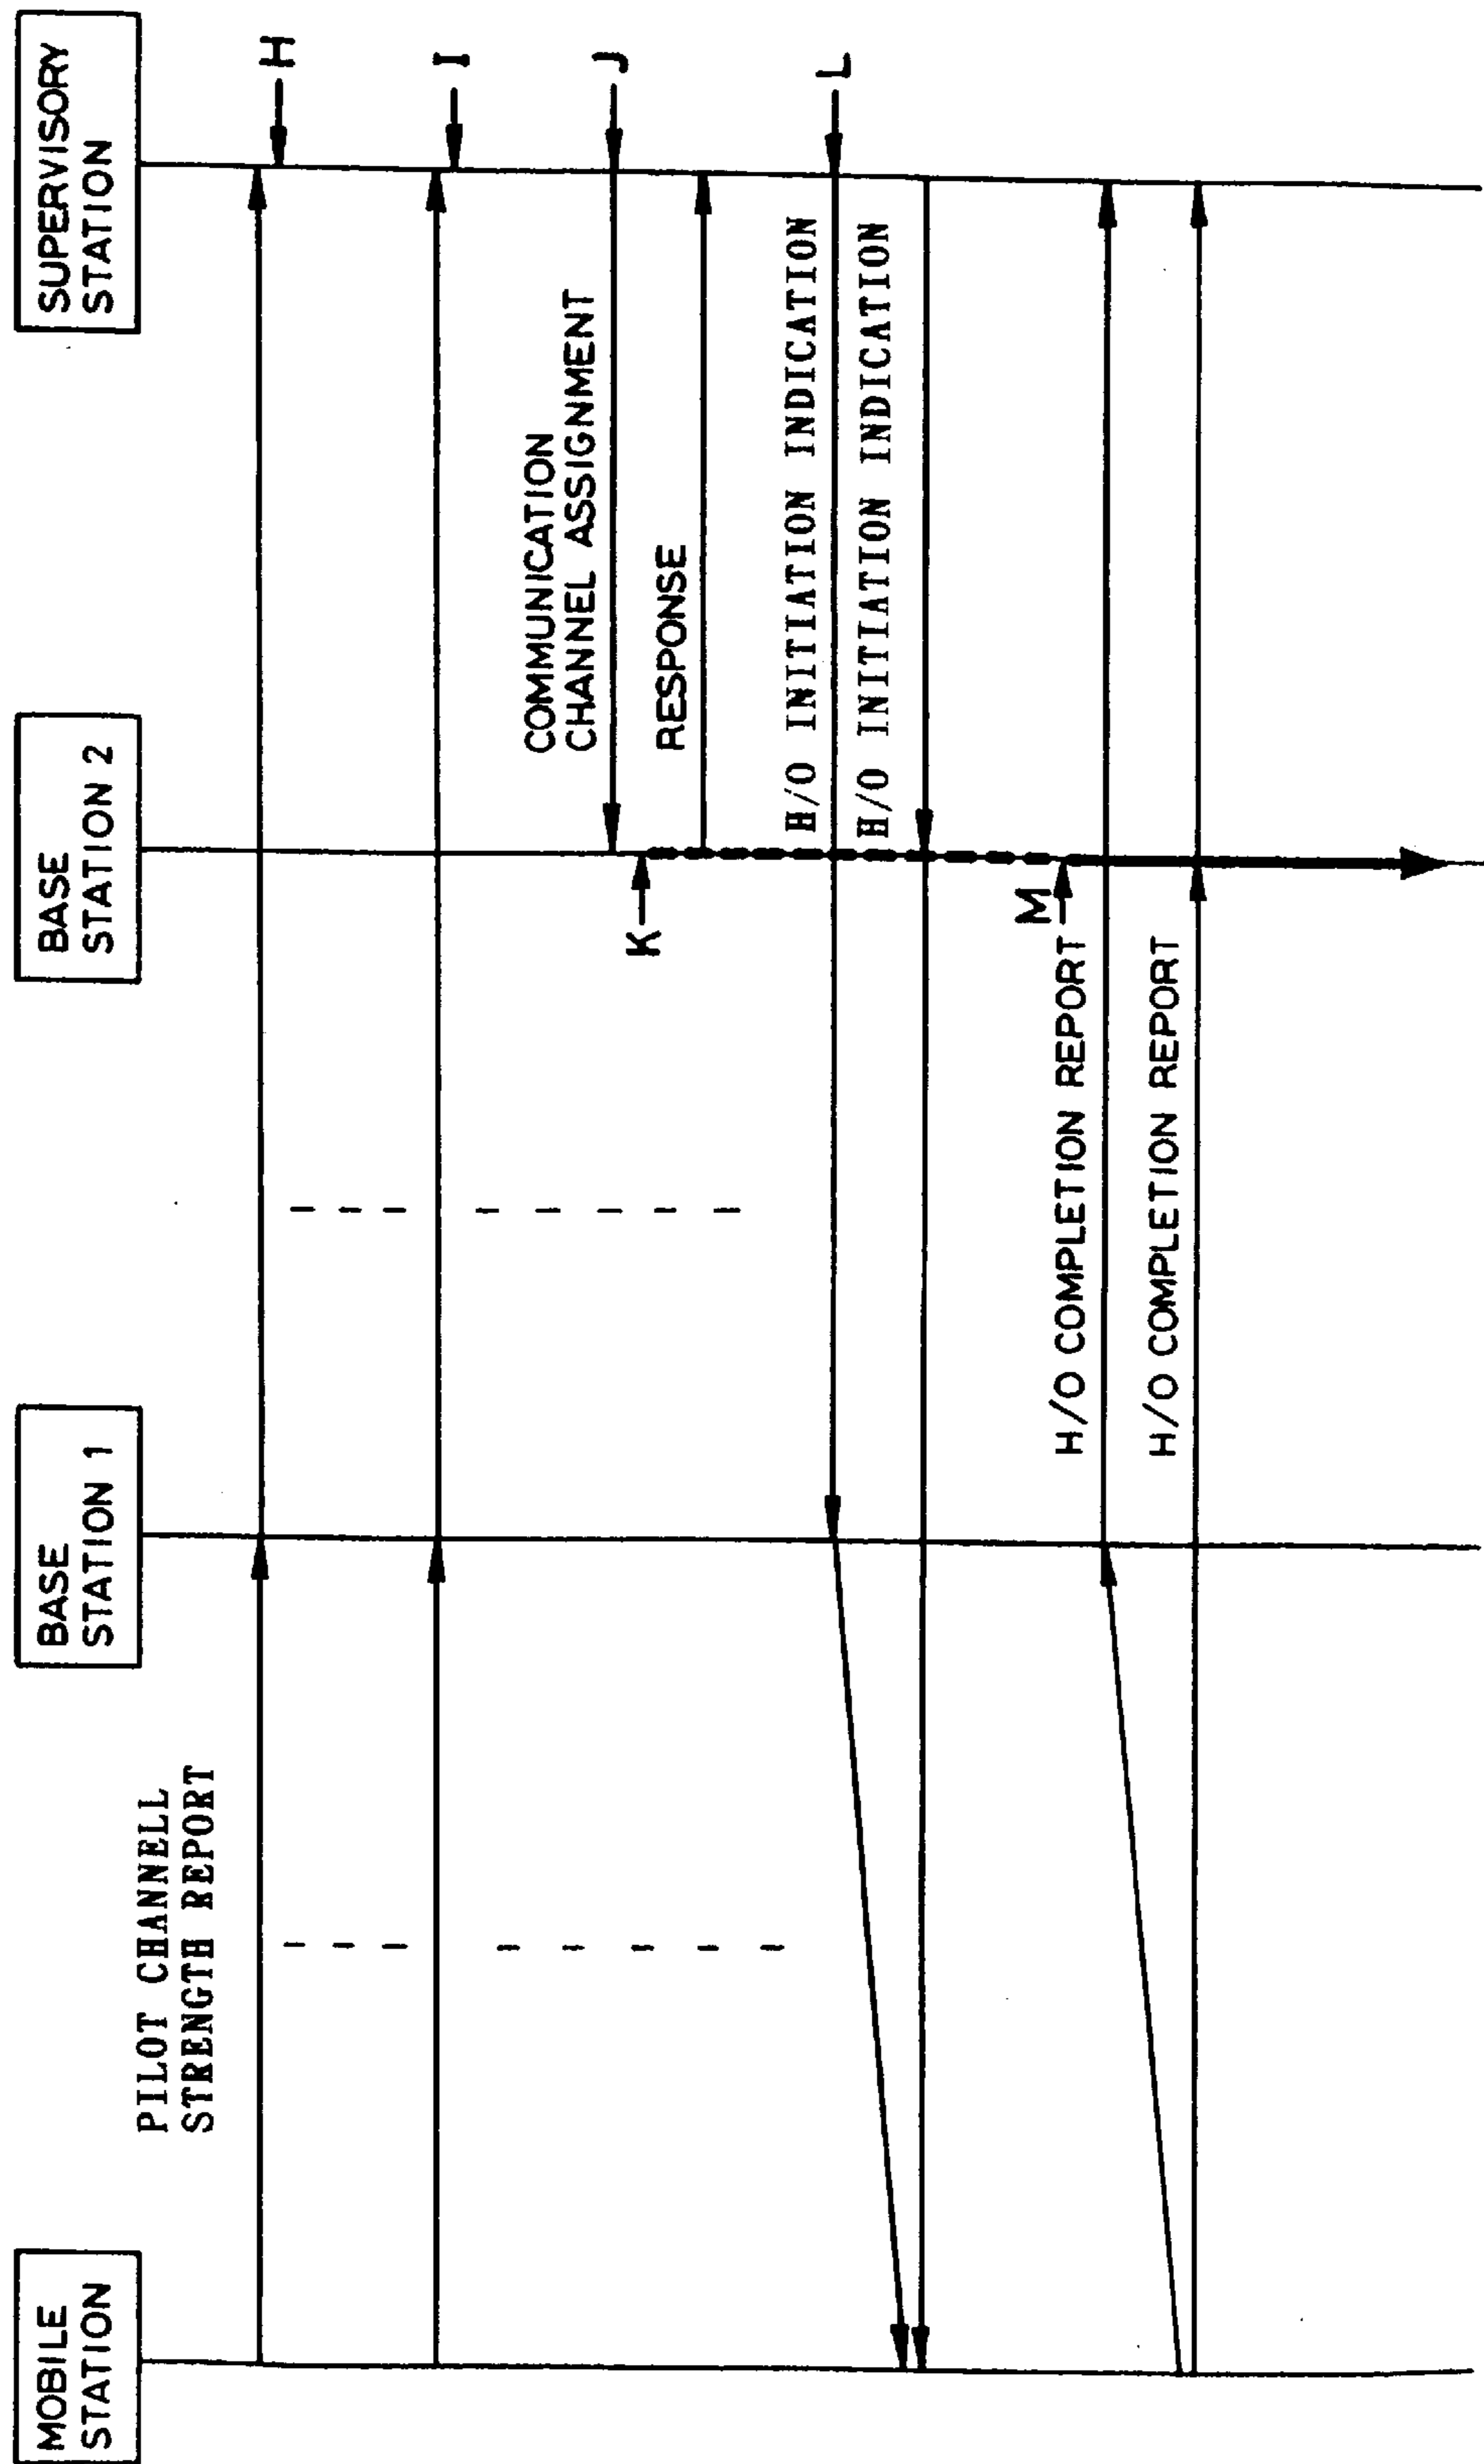 MOBILE
STATION
BASE
STATION 1
BASE
STATION 2
SUPERVISORY
STATION
PILOT CHANNELL
STRENGTH REPORT
H
I
COMMUNICATION
CHANNEL ASSIGNMENT
J
K
RESPONSE
H/O INITIATION INDICATION
L
H/O INITIATION INDICATION
M
H/O COMPLETION REPORT
H/O COMPLETION REPORT